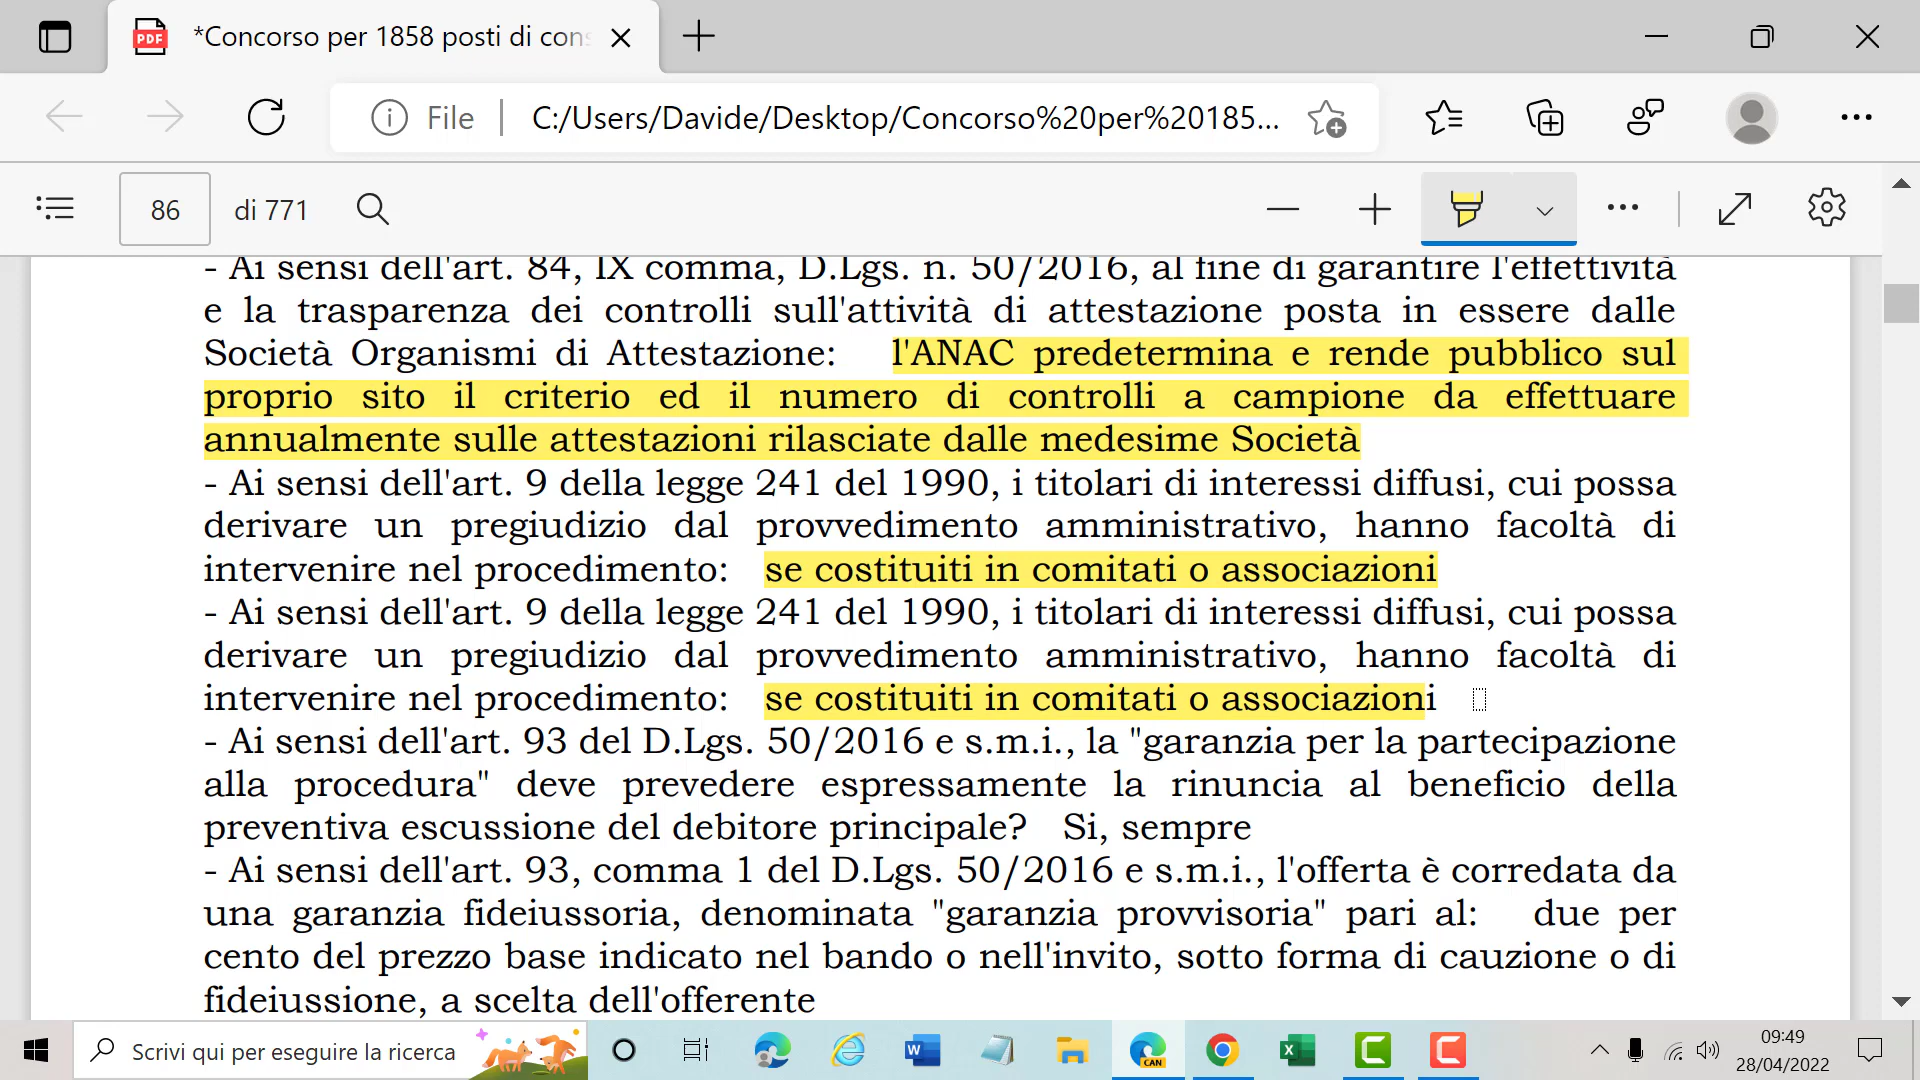 *Concorso per 1858 posti di cons
File
C:/Users/Davide/Desktop/Concorso%20per%20185...
86 di 771
- Ai sensi dell'art. 84, IX comma, D.Lgs. n. 50/2016, al fine di garantire l'effettività
e la trasparenza dei controlli sull'attività di attestazione posta in essere dalle
Società Organismi di Attestazione: l'ANAC predetermina e rende pubblico sul
proprio sito il criterio ed il numero di controlli a campione da effettuare
annualmente sulle attestazioni rilasciate dalle medesime Società
- Ai sensi dell'art. 9 della legge 241 del 1990, i titolari di interessi diffusi, cui possa
derivare un pregiudizio dal provvedimento amministrativo, hanno facoltà di
intervenire nel procedimento: se costituiti in comitati o associazioni
- Ai sensi dell'art. 9 della legge 241 del 1990, i titolari di interessi diffusi, cui possa
derivare un pregiudizio dal provvedimento amministrativo, hanno facoltà di
intervenire nel procedimento: se costituiti in comitati o associazioni
- Ai sensi dell'art. 93 del D.Lgs. 50/2016 e s.m.i., la "garanzia per la partecipazione
alla procedura" deve prevedere espressamente la rinuncia al beneficio della
preventiva escussione del debitore principale? Si, sempre
- Ai sensi dell'art. 93, comma 1 del D.Lgs. 50/2016 e s.m.i., l'offerta è corredata da
una garanzia fideiussoria, denominata "garanzia provvisoria" pari al: due per
cento del prezzo base indicato nel bando o nell'invito, sotto forma di cauzione o di
fideiussione, a scelta dell'offerente
Scrivi qui per eseguire la ricerca
CAN
09:49
28/04/2022